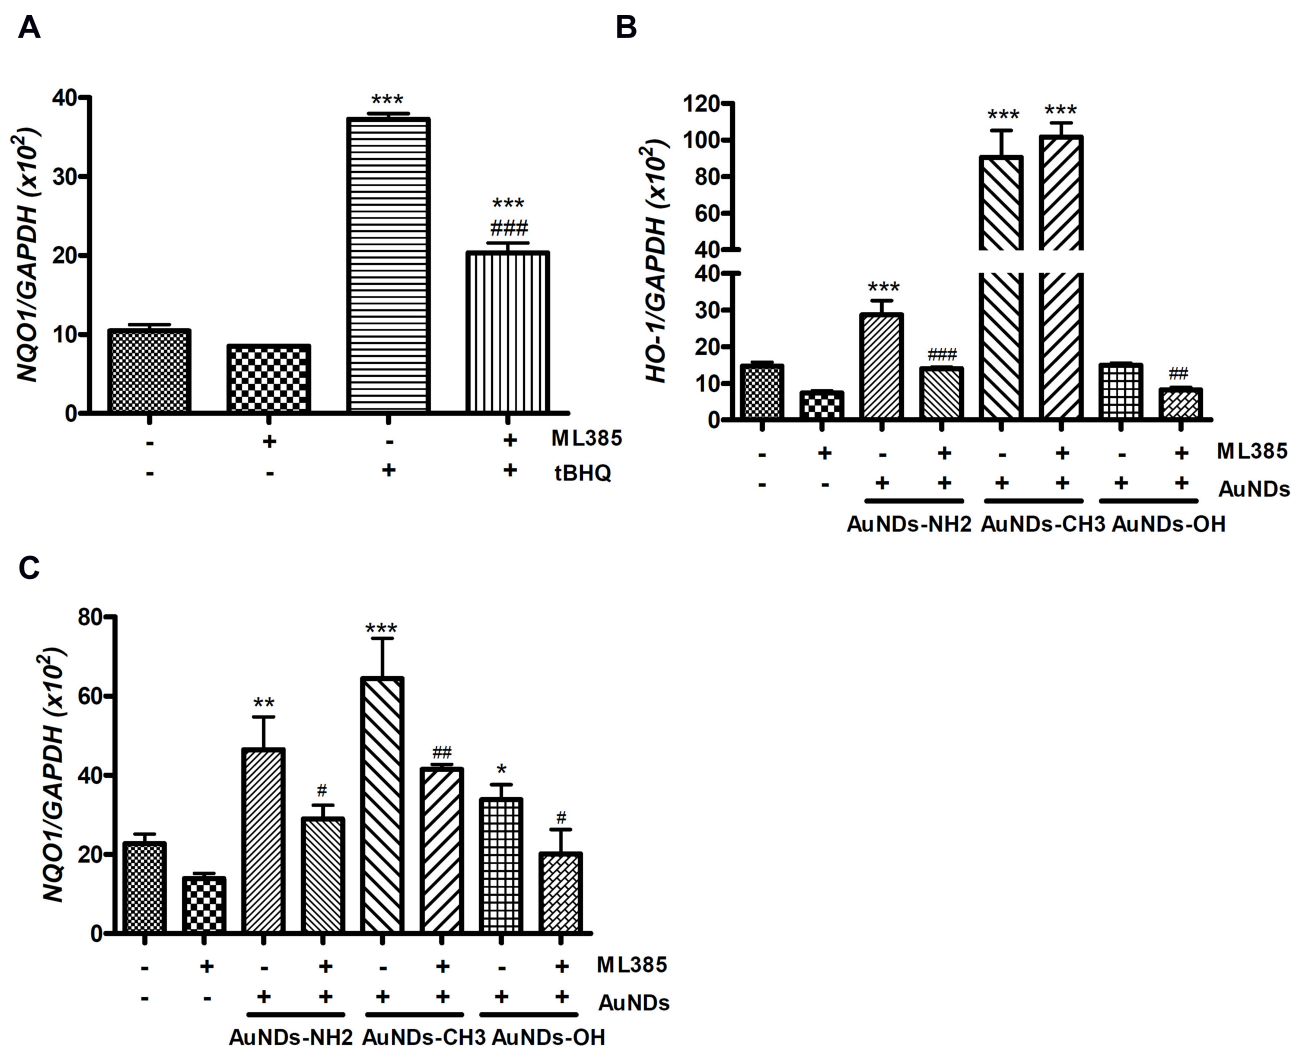 A
NQO1/GAPDH (x10²)
40
30
20
10
0
***
***
###
- + - + ML385
- - + + tBHQ
B
HO-1/GAPDH (x10²)
120
100
80
60
40
40
30
20
10
0
***
###
***
***
##
- + - + - + - + ML385
- - + + + + + + AuNDs
AuNDs-NH2 AuNDs-CH3 AuNDs-OH
C
NQO1/GAPDH (x10²)
80
60
40
20
0
**
#
***
##
*
#
- + - + - + - + ML385
- - + + + + + + AuNDs
AuNDs-NH2 AuNDs-CH3 AuNDs-OH